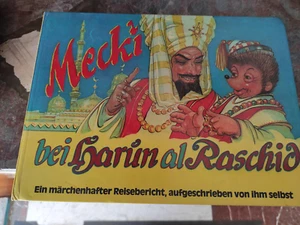 Mecki
bei Harun al Raschid
Ein märchenhafter Reisebericht, aufgeschrieben von ihm selbst